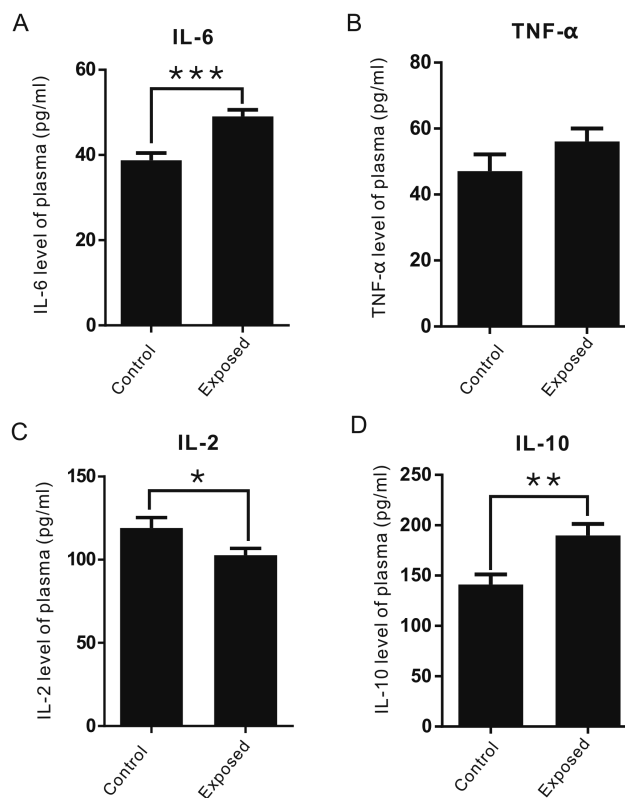 A
IL-6
IL-6 level of plasma (pg/ml)
60
40
20
0
***
Control
Exposed
B
TNF-α
TNF-α level of plasma (pg/ml)
80
60
40
20
0
Control
Exposed
C
IL-2
IL-2 level of plasma (pg/ml)
150
100
50
0
*
Control
Exposed
D
IL-10
IL-10 level of plasma (pg/ml)
250
200
150
100
50
0
**
Control
Exposed